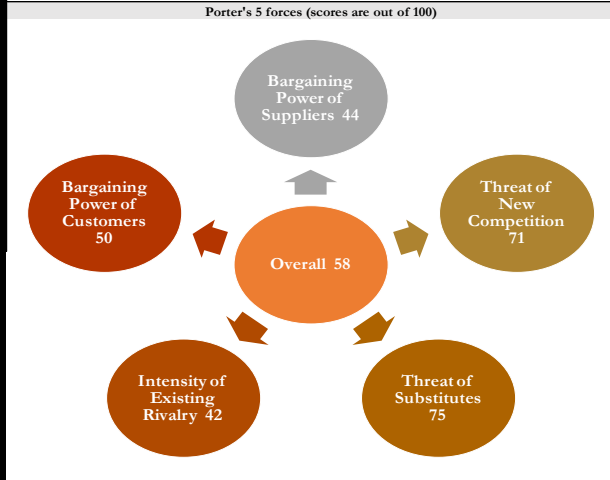 Porter's 5 forces (scores are out of 100)
Bargaining
Power of
Suppliers 44
Bargaining
Power of
Customers
50
Threat of
New
Competition
71
Overall 58
Intensity of
Existing
Rivalry 42
Threat of
Substitutes
75